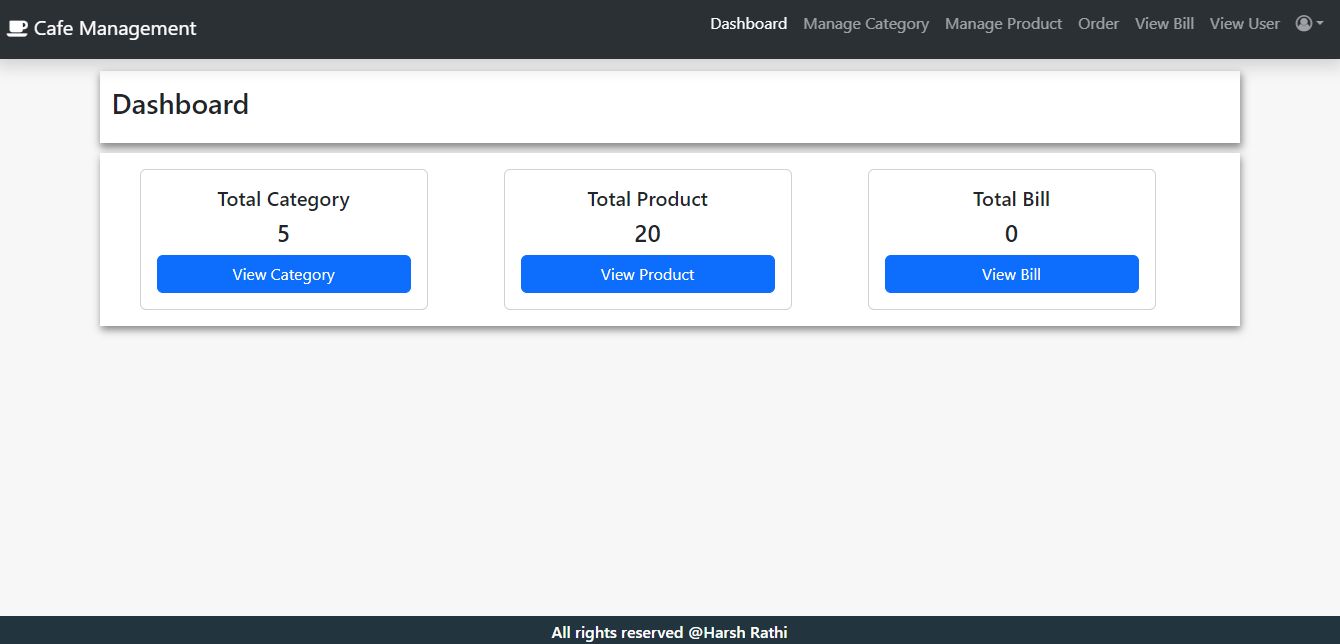 Cafe Management
Dashboard Manage Category Manage Product Order View Bill View User
Dashboard
Total Category
5
View Category
Total Product
20
View Product
Total Bill
0
View Bill
All rights reserved @Harsh Rathi